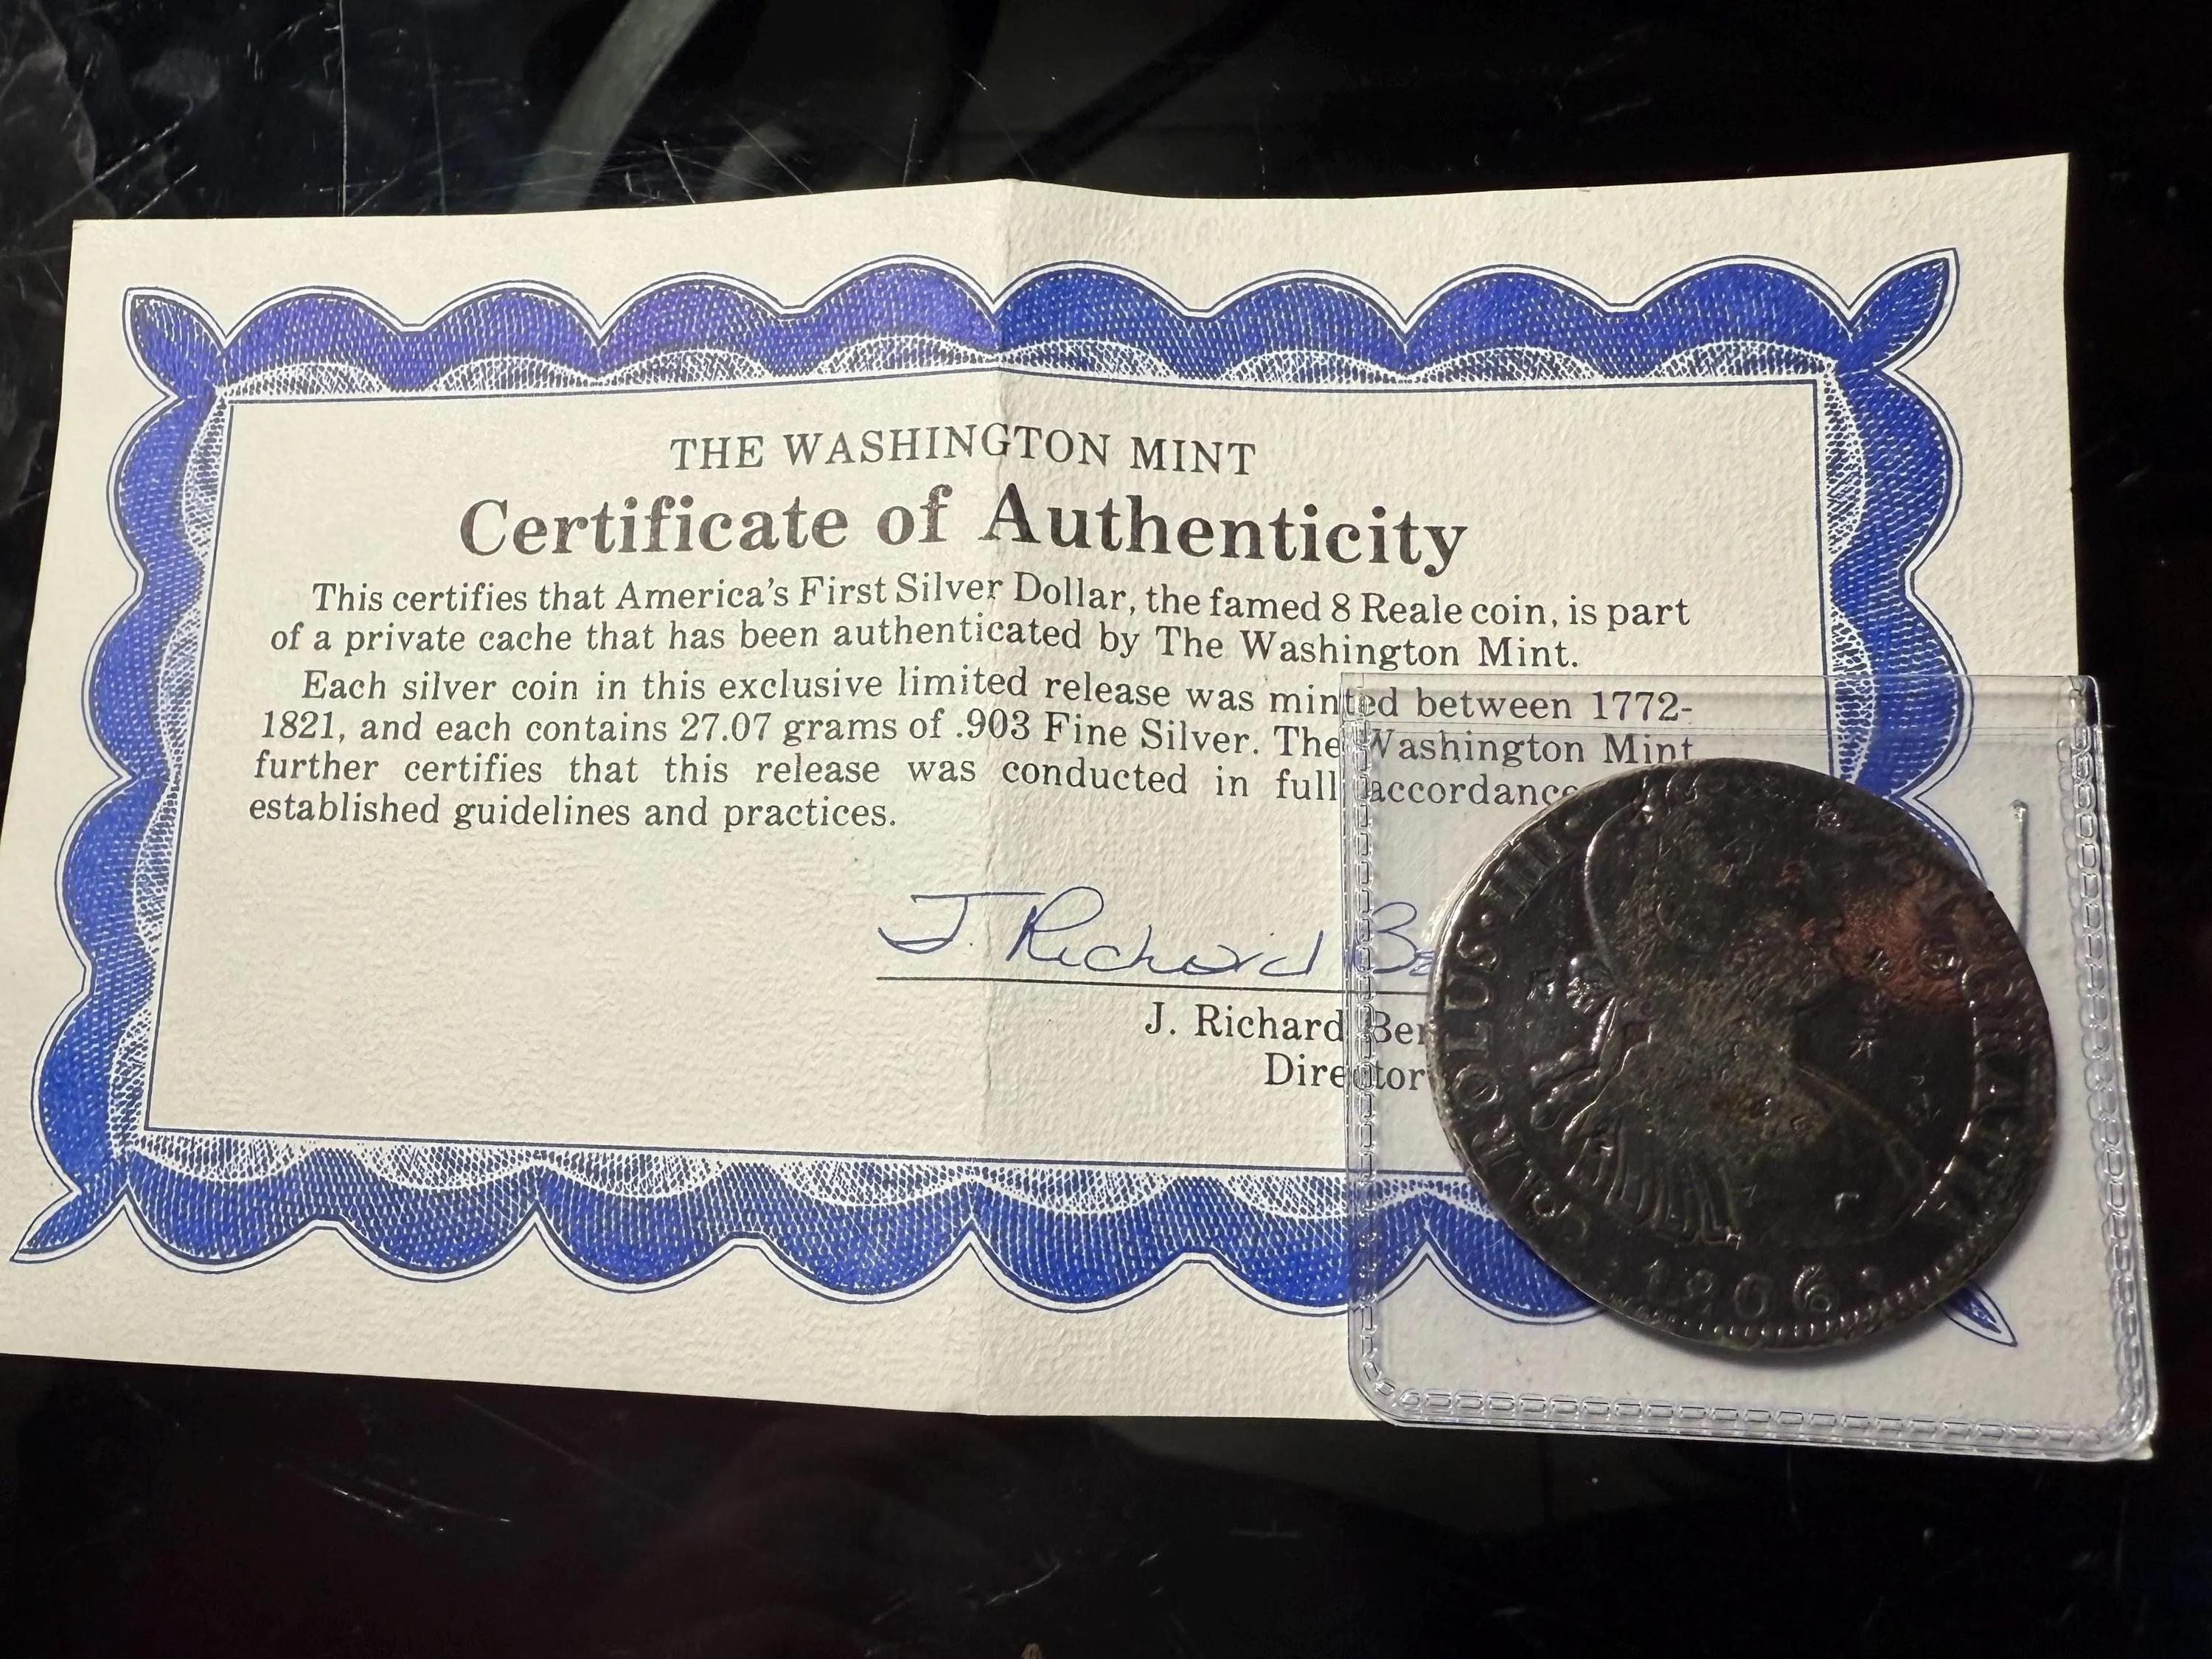 THE WASHINGTON MINT
Certificate of Authenticity
This certifies that America's First Silver Dollar, the famed 8 Reale coin, is part
of a private cache that has been authenticated by The Washington Mint.
Each silver coin in this exclusive limited release was minted between 1772-
1821, and each contains 27.07 grams of .903 Fine Silver. The Washington Mint
further certifies that this release was conducted in full accordance
established guidelines and practices.
J. Richard
J. Richard
Director
CAROLUS·IIII· GRATIA
·1806·